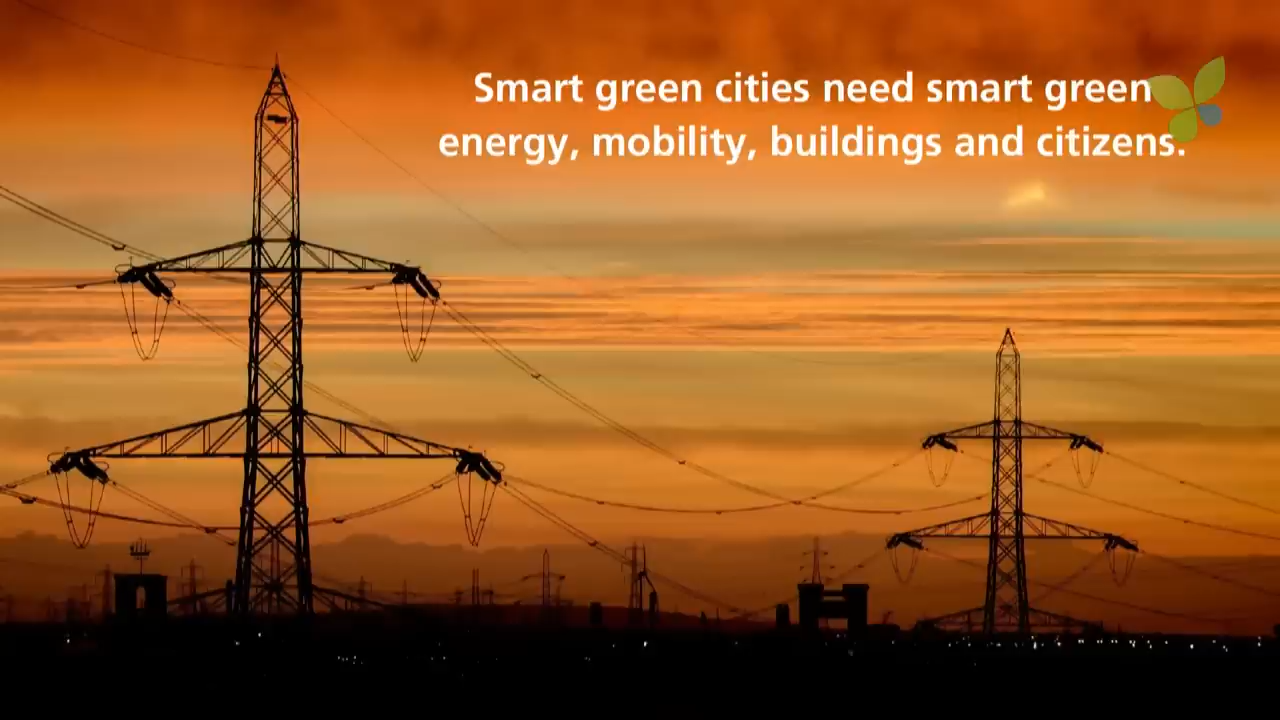 Smart green cities need smart green
energy, mobility, buildings and citizens.